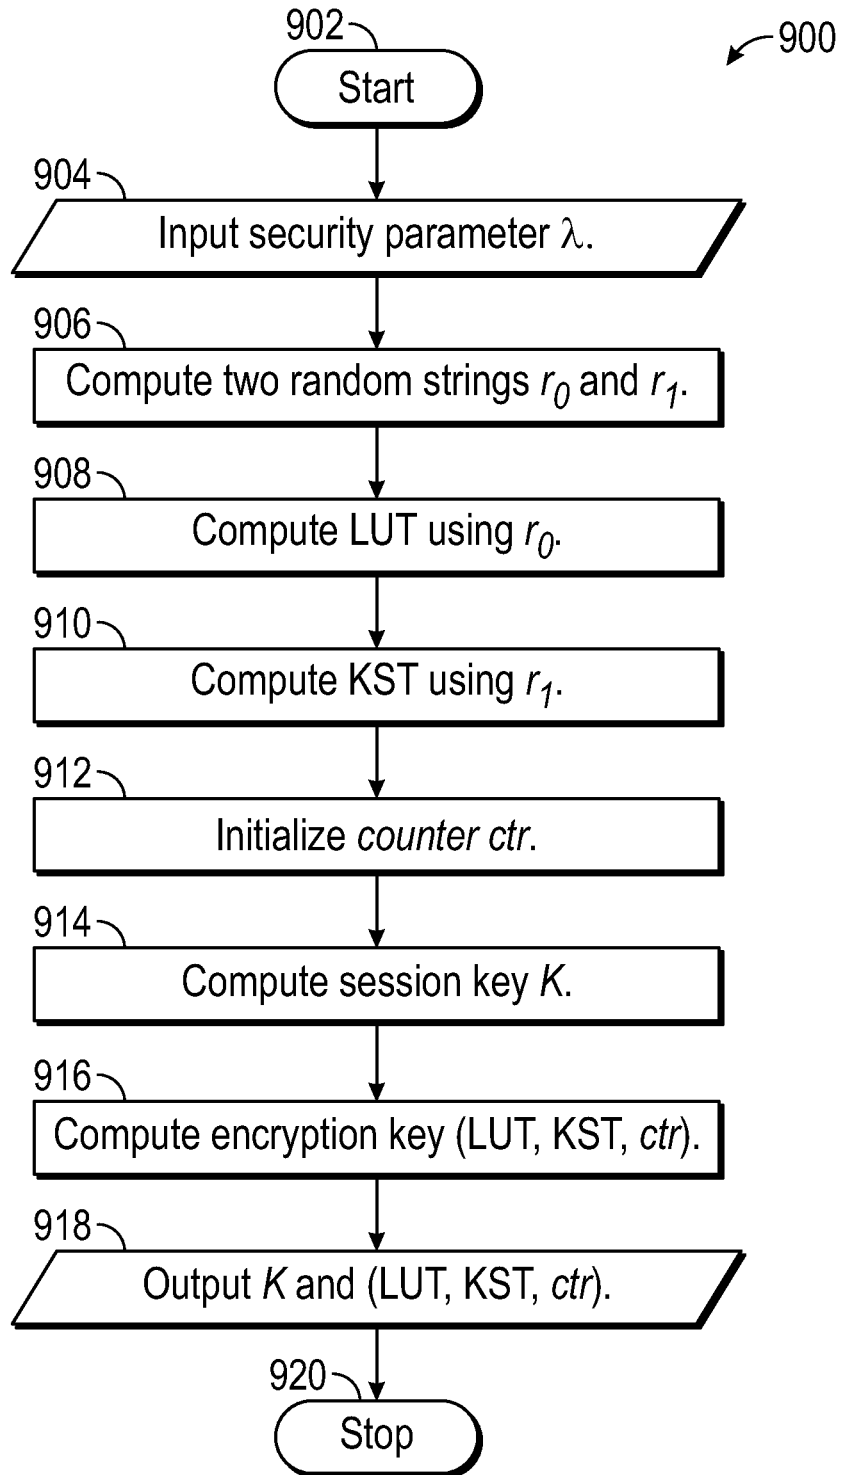 902
900
Start
904
Input security parameter λ.
906
Compute two random strings r0 and r1.
908
Compute LUT using r0.
910
Compute KST using r1.
912
Initialize counter ctr.
914
Compute session key K.
916
Compute encryption key (LUT, KST, ctr).
918
Output K and (LUT, KST, ctr).
920
Stop